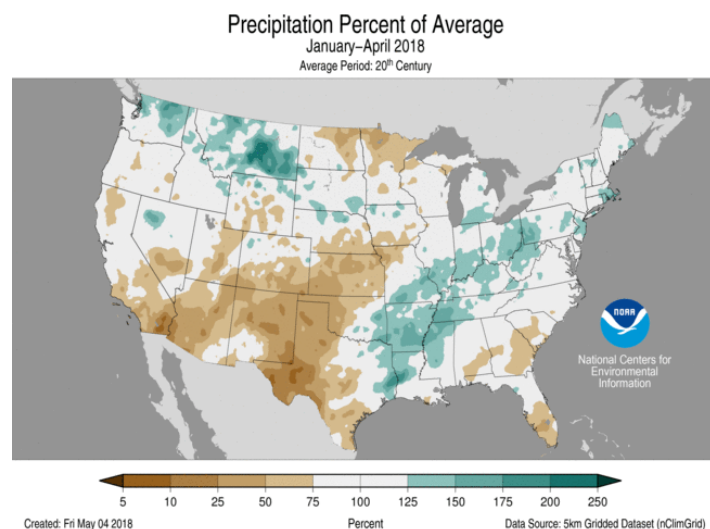 Precipitation Percent of Average
January–April 2018
Average Period: 20th Century
NOAA
National Centers for
Environmental
Information
5 10 25 50 75 100 125 150 175 200 250
Created: Fri May 04 2018 Percent Data Source: 5km Gridded Dataset (nClimGrid)